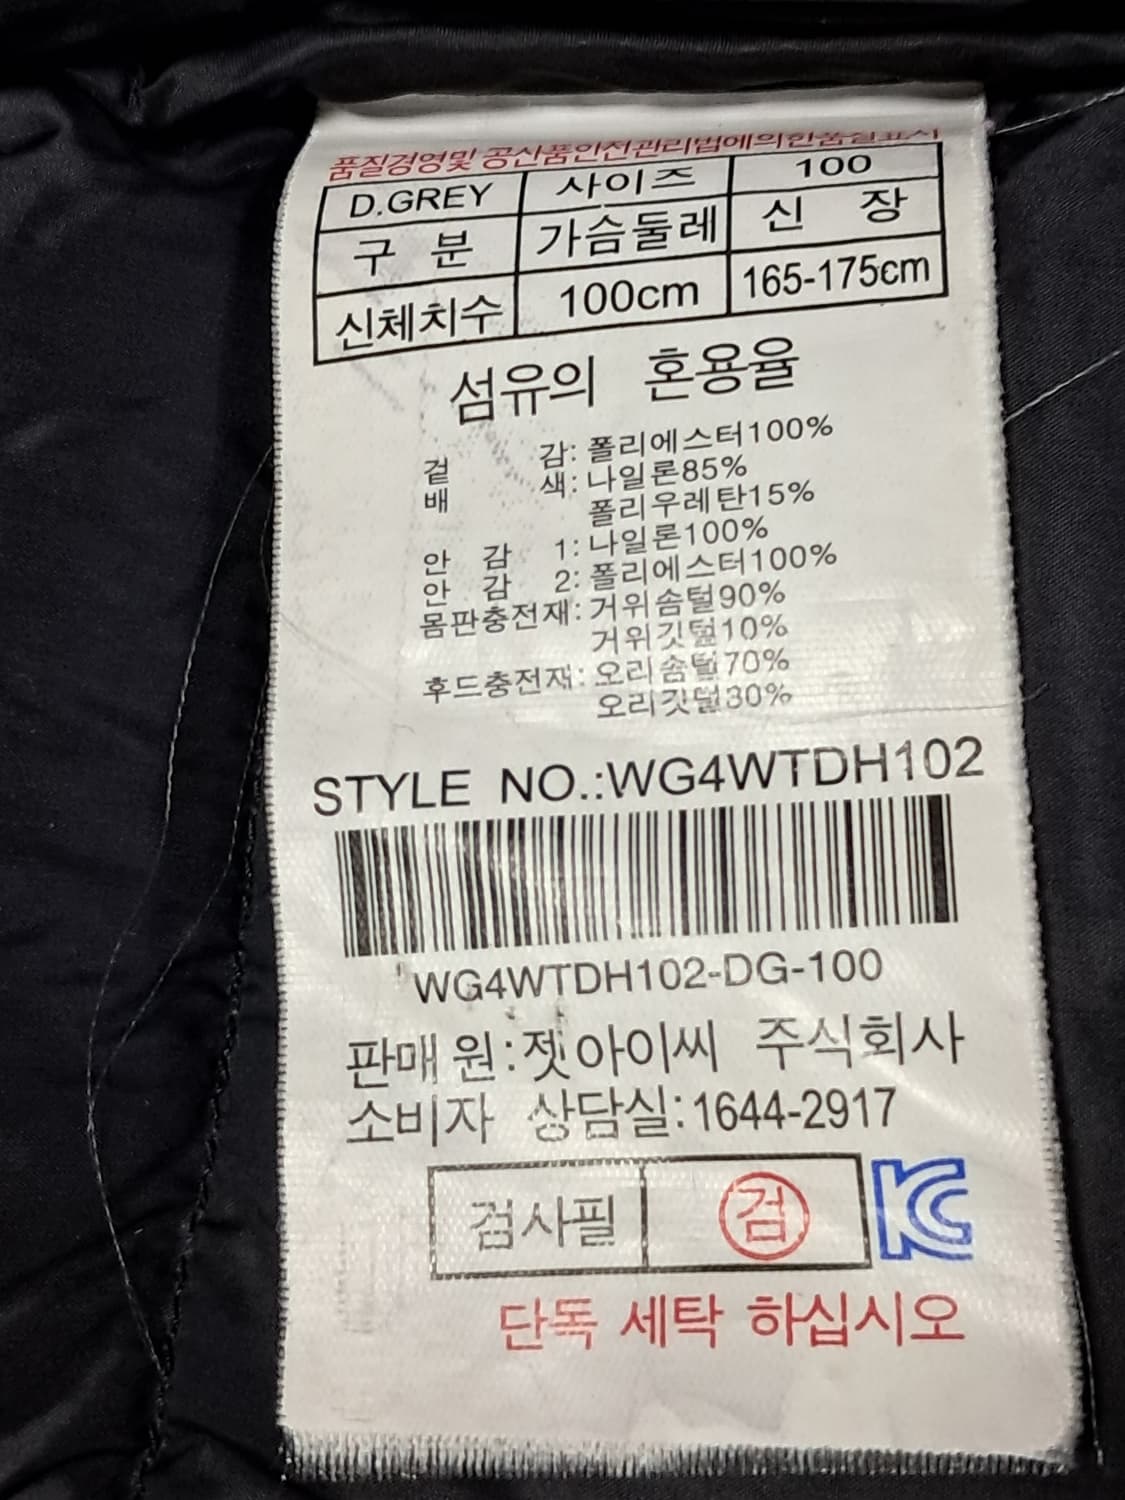 품질경영및 공산품안전관리법에의한품질표시
D.GREY 사이즈 100
구 분 가슴둘레 신 장
신체치수 100cm 165-175cm
섬유의 혼용율
겉 감: 폴리에스터100%
배 색: 나일론85%
폴리우레탄15%
안 감 1: 나일론100%
안 감 2: 폴리에스터100%
몸판충전재: 거위솜털90%
거위깃털10%
후드충전재: 오리솜털70%
오리깃털30%
STYLE NO.:WG4WTDH102
WG4WTDH102-DG-100
판매원:젯아이씨 주식회사
소비자 상담실:1644-2917
검사필 검 KC
단독 세탁 하십시오